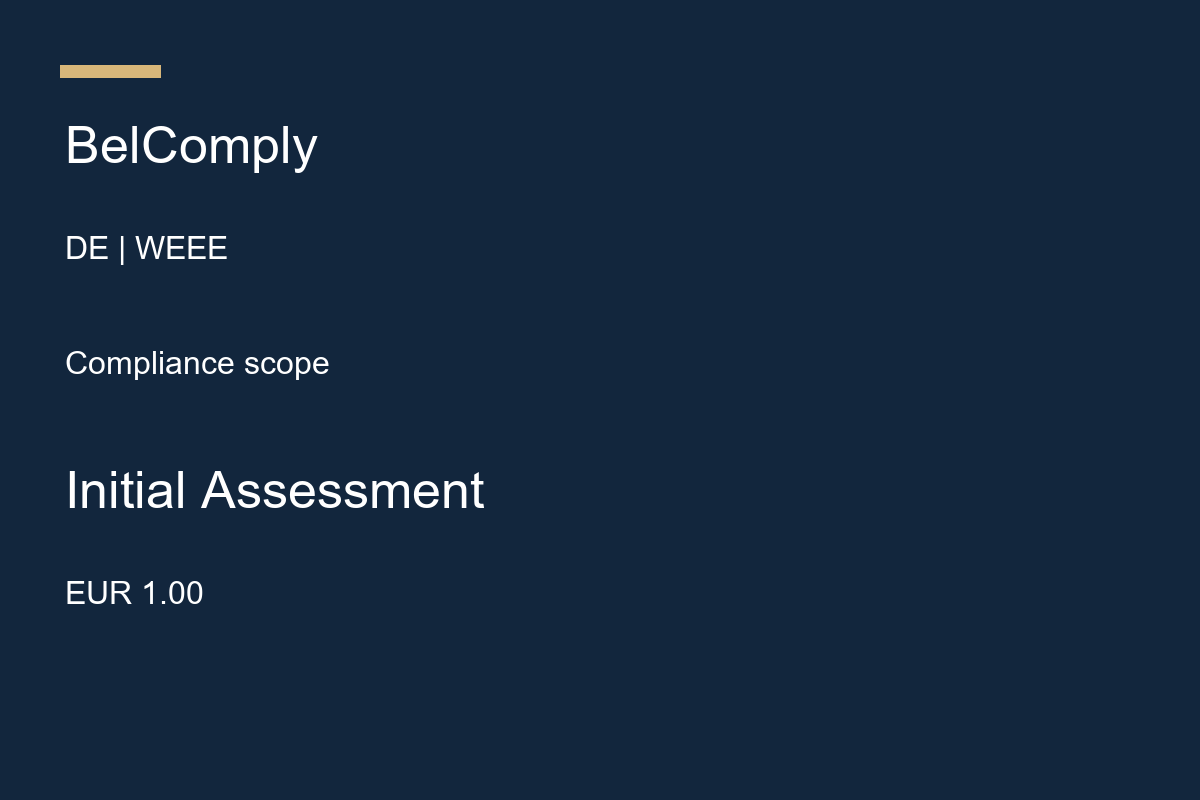 BelComply
DE | WEEE
Compliance scope
Initial Assessment
EUR 1.00